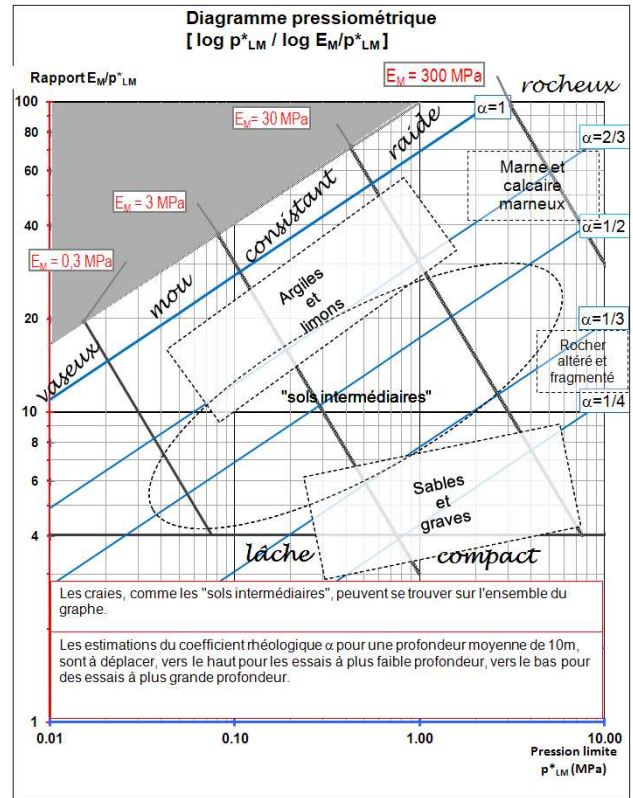 Diagramme pressiométrique
[ log p*LM / log EM/p*LM ]
Rapport EM/p*LM
EM= 300 MPa
rocheux
100
80
60
40
20
10
8
6
4
1
EM= 30 MPa
raide
α=1
α=2/3
Marne et
calcaire
marneux
EM= 3 MPa
consistant
α=1/2
EM= 0,3 MPa
mou
Argiles
et
limons
vaseux
α=1/3
Rocher
altéré et
fragmenté
"sols intermédiaires"
α=1/4
Sables
et
graves
lâche
compact
Les craies, comme les "sols intermédiaires", peuvent se trouver sur l'ensemble du
graphe.
Les estimations du coefficient rhéologique α pour une profondeur moyenne de 10m,
sont à déplacer, vers le haut pour les essais à plus faible profondeur, vers le bas pour
des essais à plus grande profondeur.
0.01
0.10
1.00
10.00
Pression limite
p*LM (MPa)